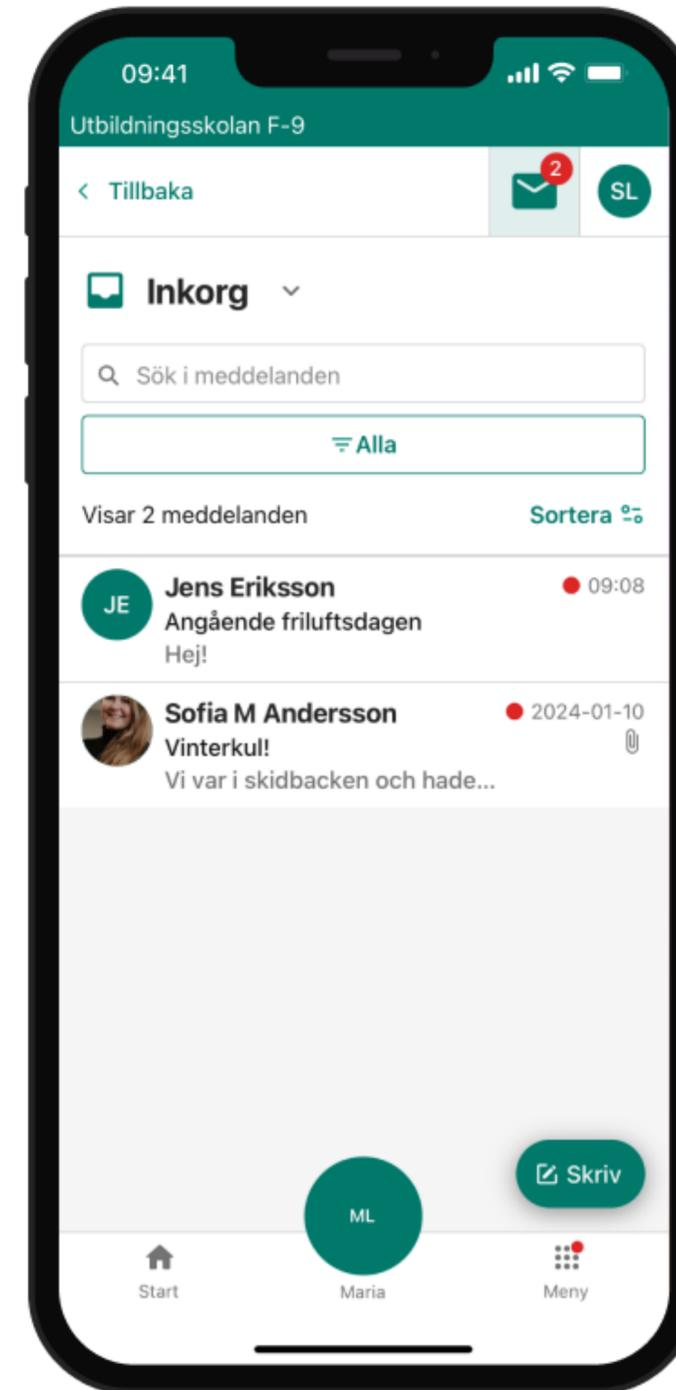 09:41
Utbildningsskolan F-9
Tillbaka
2
SL
Inkorg
Sök i meddelanden
Alla
Visar 2 meddelanden
Sortera
JE
Jens Eriksson
09:08
Angående friluftsdagen
Hej!
Sofia M Andersson
2024-01-10
Vinterkul!
Vi var i skidbacken och hade...
Skriv
ML
Start
Maria
Meny